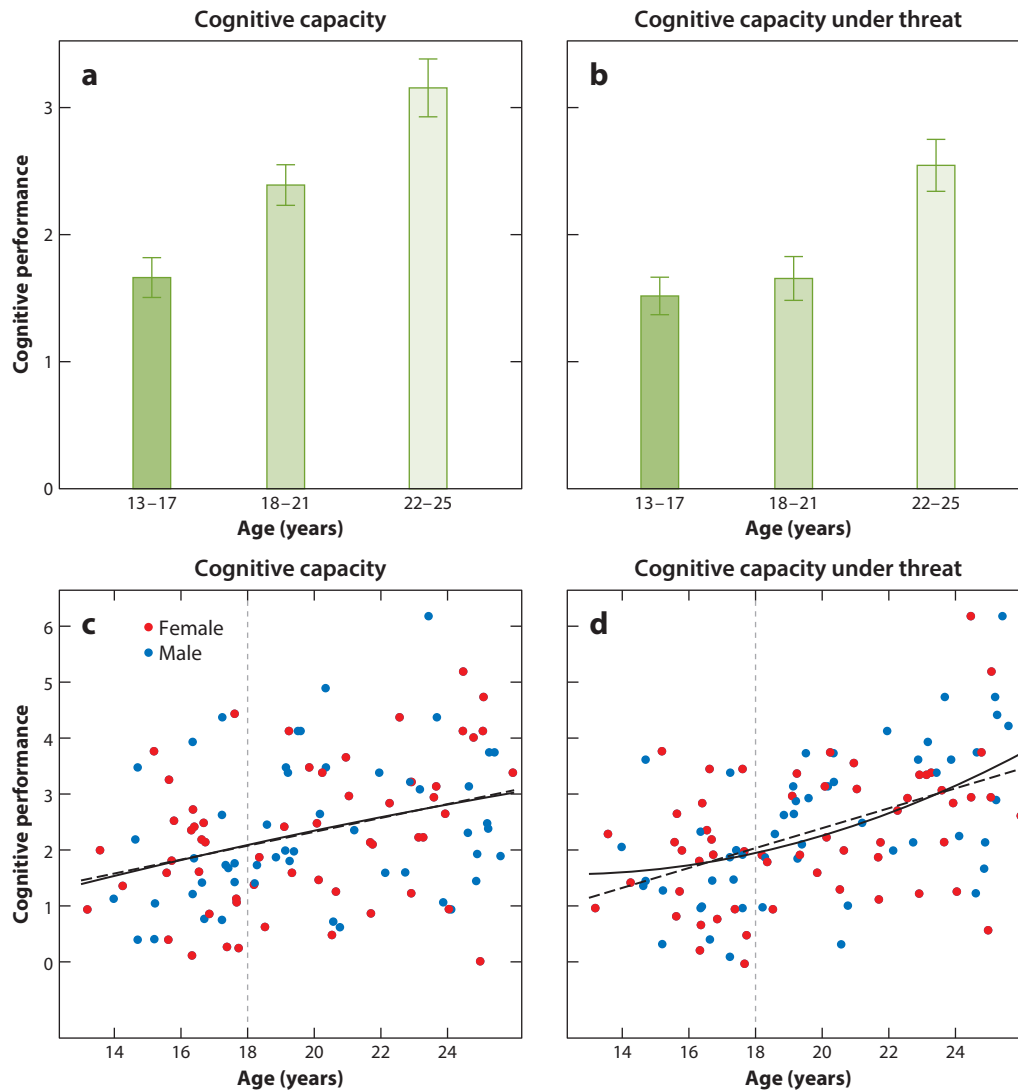 Cognitive capacity
Cognitive capacity under threat
a
b
Cognitive performance
3
2
1
0
13–17
18–21
22–25
Age (years)
13–17
18–21
22–25
Age (years)
Cognitive capacity
Cognitive capacity under threat
c
Female
Male
d
Cognitive performance
6
5
4
3
2
1
0
14
16
18
20
22
24
Age (years)
14
16
18
20
22
24
Age (years)